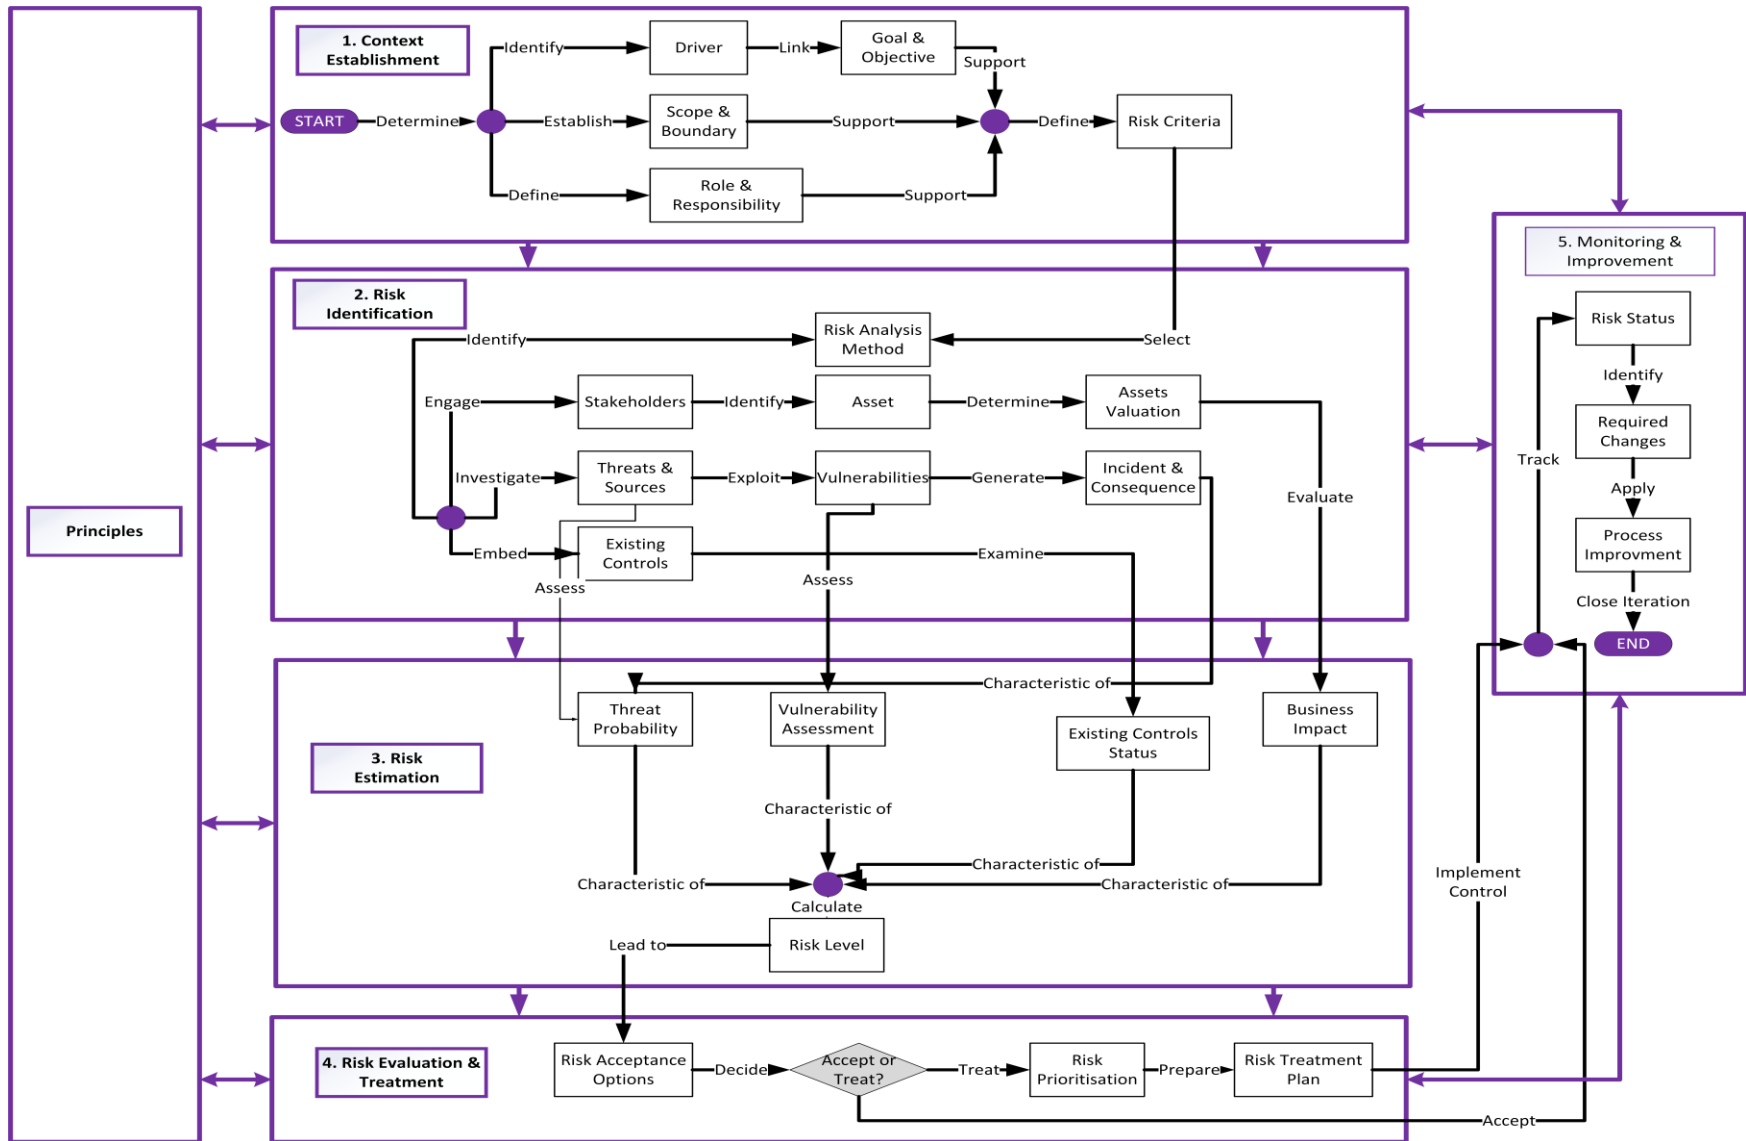 Principles
1. Context
Establishment
START
Determine
Identify
Driver
Link
Goal &
Objective
Support
Establish
Scope &
Boundary
Support
Define
Risk Criteria
Define
Role &
Responsibility
Support
2. Risk
Identification
Identify
Risk Analysis
Method
Select
Engage
Stakeholders
Identify
Asset
Determine
Assets
Valuation
Investigate
Threats &
Sources
Exploit
Vulnerabilities
Generate
Incident &
Consequence
Evaluate
Embed
Existing
Controls
Examine
Assess
Assess
3. Risk
Estimation
Characteristic of
Threat
Probability
Vulnerability
Assessment
Existing Controls
Status
Business
Impact
Characteristic of
Characteristic of
Characteristic of
Characteristic of
Calculate
Risk Level
Lead to
4. Risk Evaluation &
Treatment
Risk Acceptance
Options
Decide
Accept or
Treat?
Treat
Risk
Prioritisation
Prepare
Risk Treatment
Plan
Accept
Implement
Control
5. Monitoring &
Improvement
Track
Risk Status
Identify
Required
Changes
Apply
Process
Improvment
Close Iteration
END